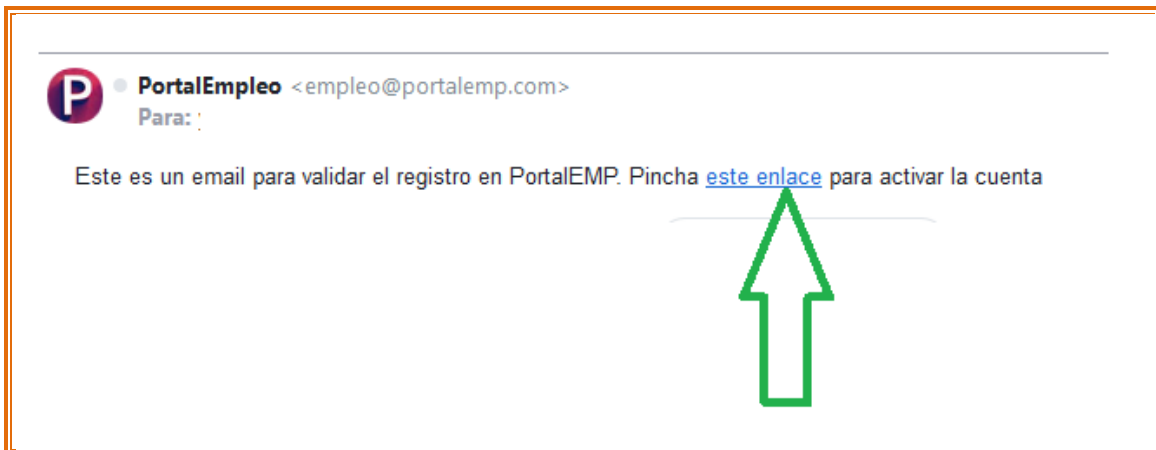 P
PortalEmpleo <empleo@portalemp.com>
Para:
Este es un email para validar el registro en PortalEMP. Pincha este enlace para activar la cuenta